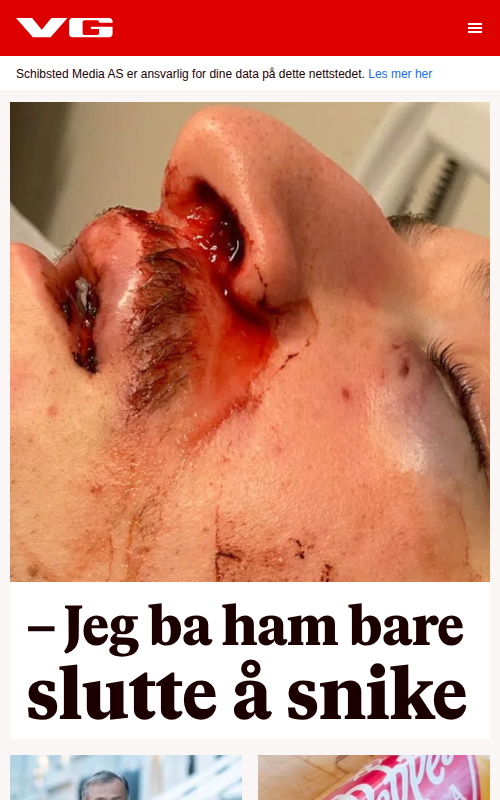 VG
Schibsted Media AS er ansvarlig for dine data på dette nettstedet. Les mer her
– Jeg ba ham bare
slutte å snike